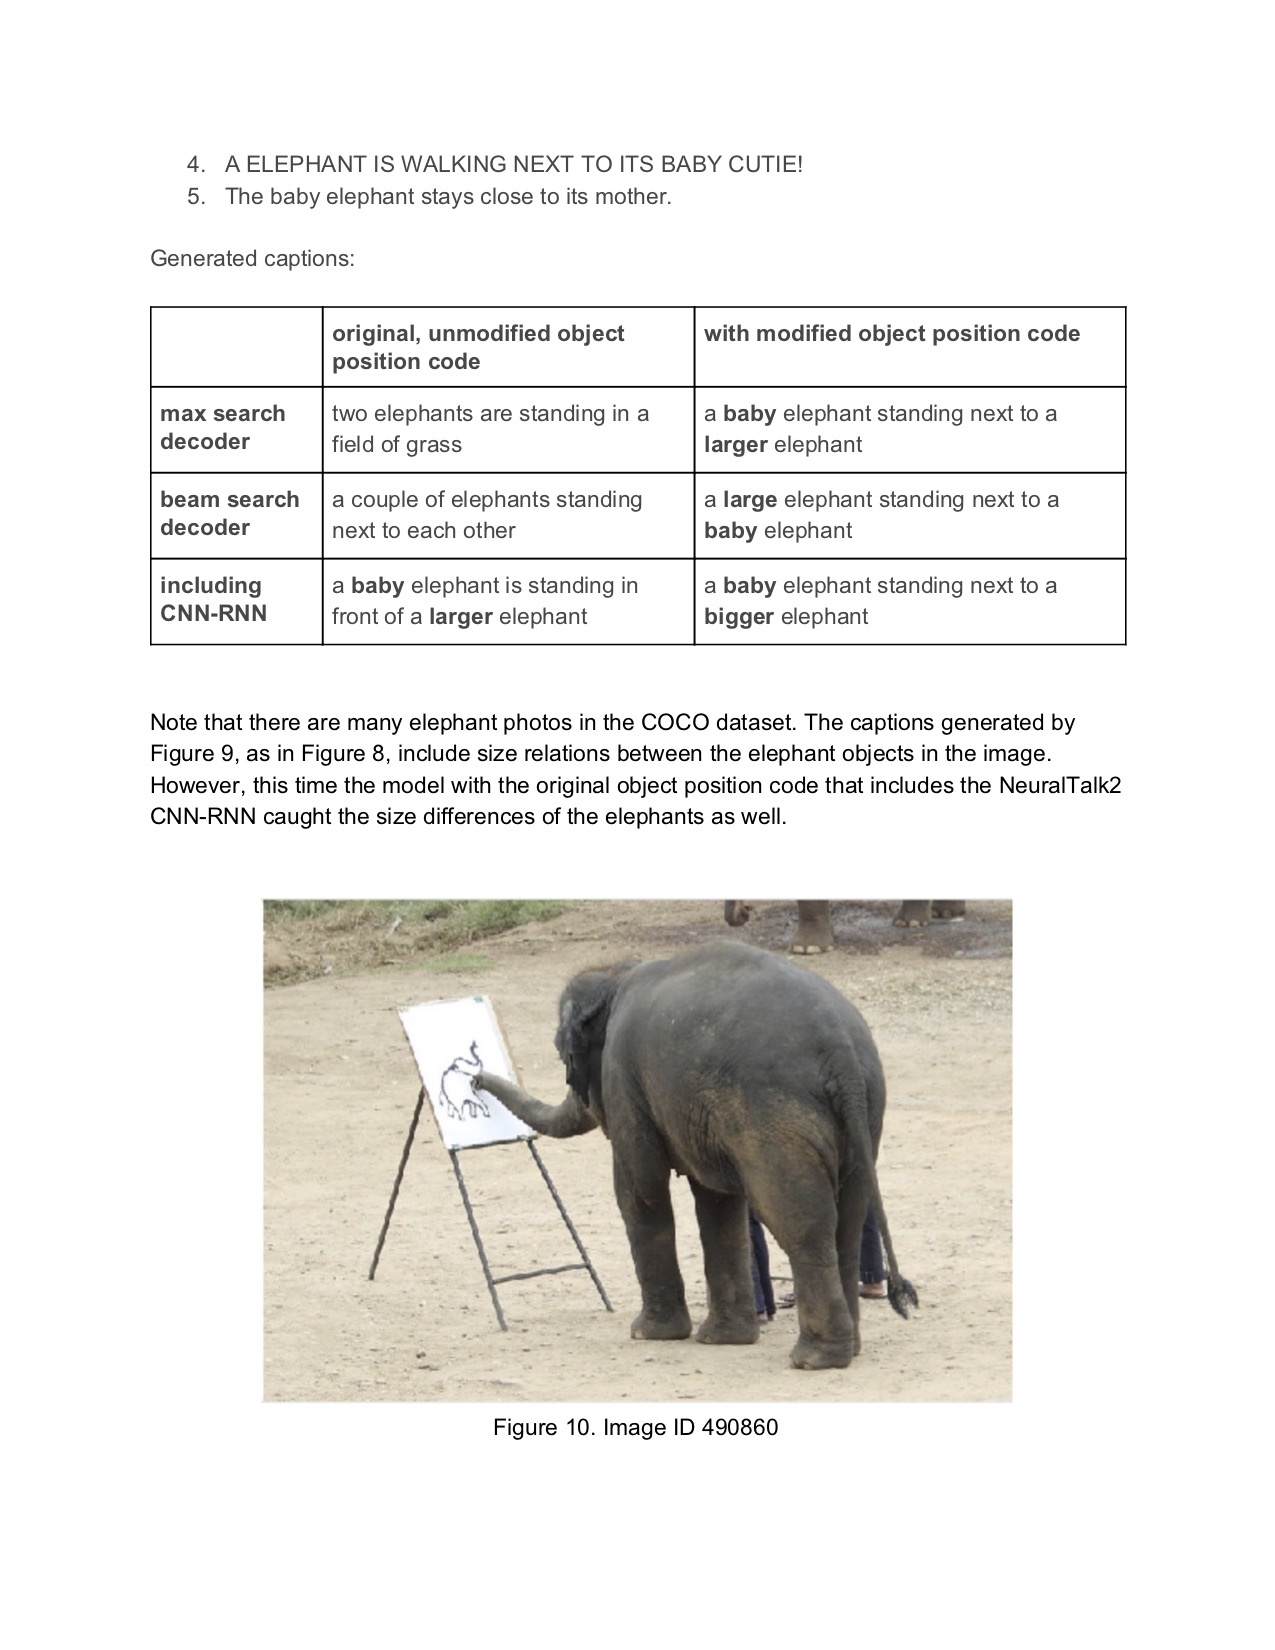 4. A ELEPHANT IS WALKING NEXT TO ITS BABY CUTIE!
5. The baby elephant stays close to its mother.
Generated captions:
original, unmodified object
position code
with modified object position code
max search
decoder
two elephants are standing in a
field of grass
a baby elephant standing next to a
larger elephant
beam search
decoder
a couple of elephants standing
next to each other
a large elephant standing next to a
baby elephant
including
CNN-RNN
a baby elephant is standing in
front of a larger elephant
a baby elephant standing next to a
bigger elephant
Note that there are many elephant photos in the COCO dataset. The captions generated by
Figure 9, as in Figure 8, include size relations between the elephant objects in the image.
However, this time the model with the original object position code that includes the NeuralTalk2
CNN-RNN caught the size differences of the elephants as well.
Figure 10. Image ID 490860